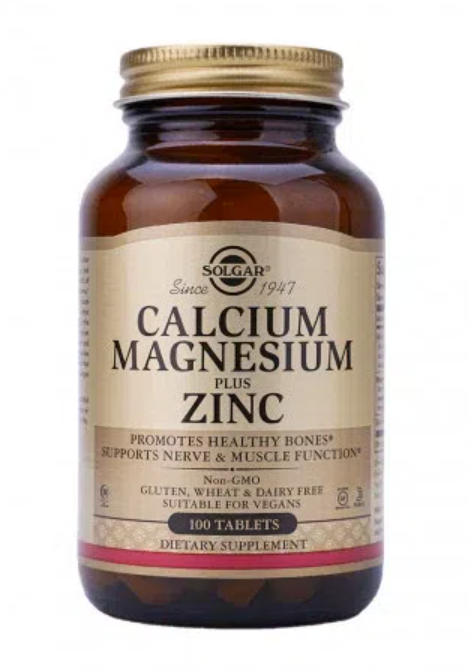 SOLGAR®
Since 1947
CALCIUM
MAGNESIUM
PLUS
ZINC
PROMOTES HEALTHY BONES*
SUPPORTS NERVE & MUSCLE FUNCTION*
Non-GMO
GLUTEN, WHEAT & DAIRY FREE
SUITABLE FOR VEGANS
100 TABLETS
DIETARY SUPPLEMENT